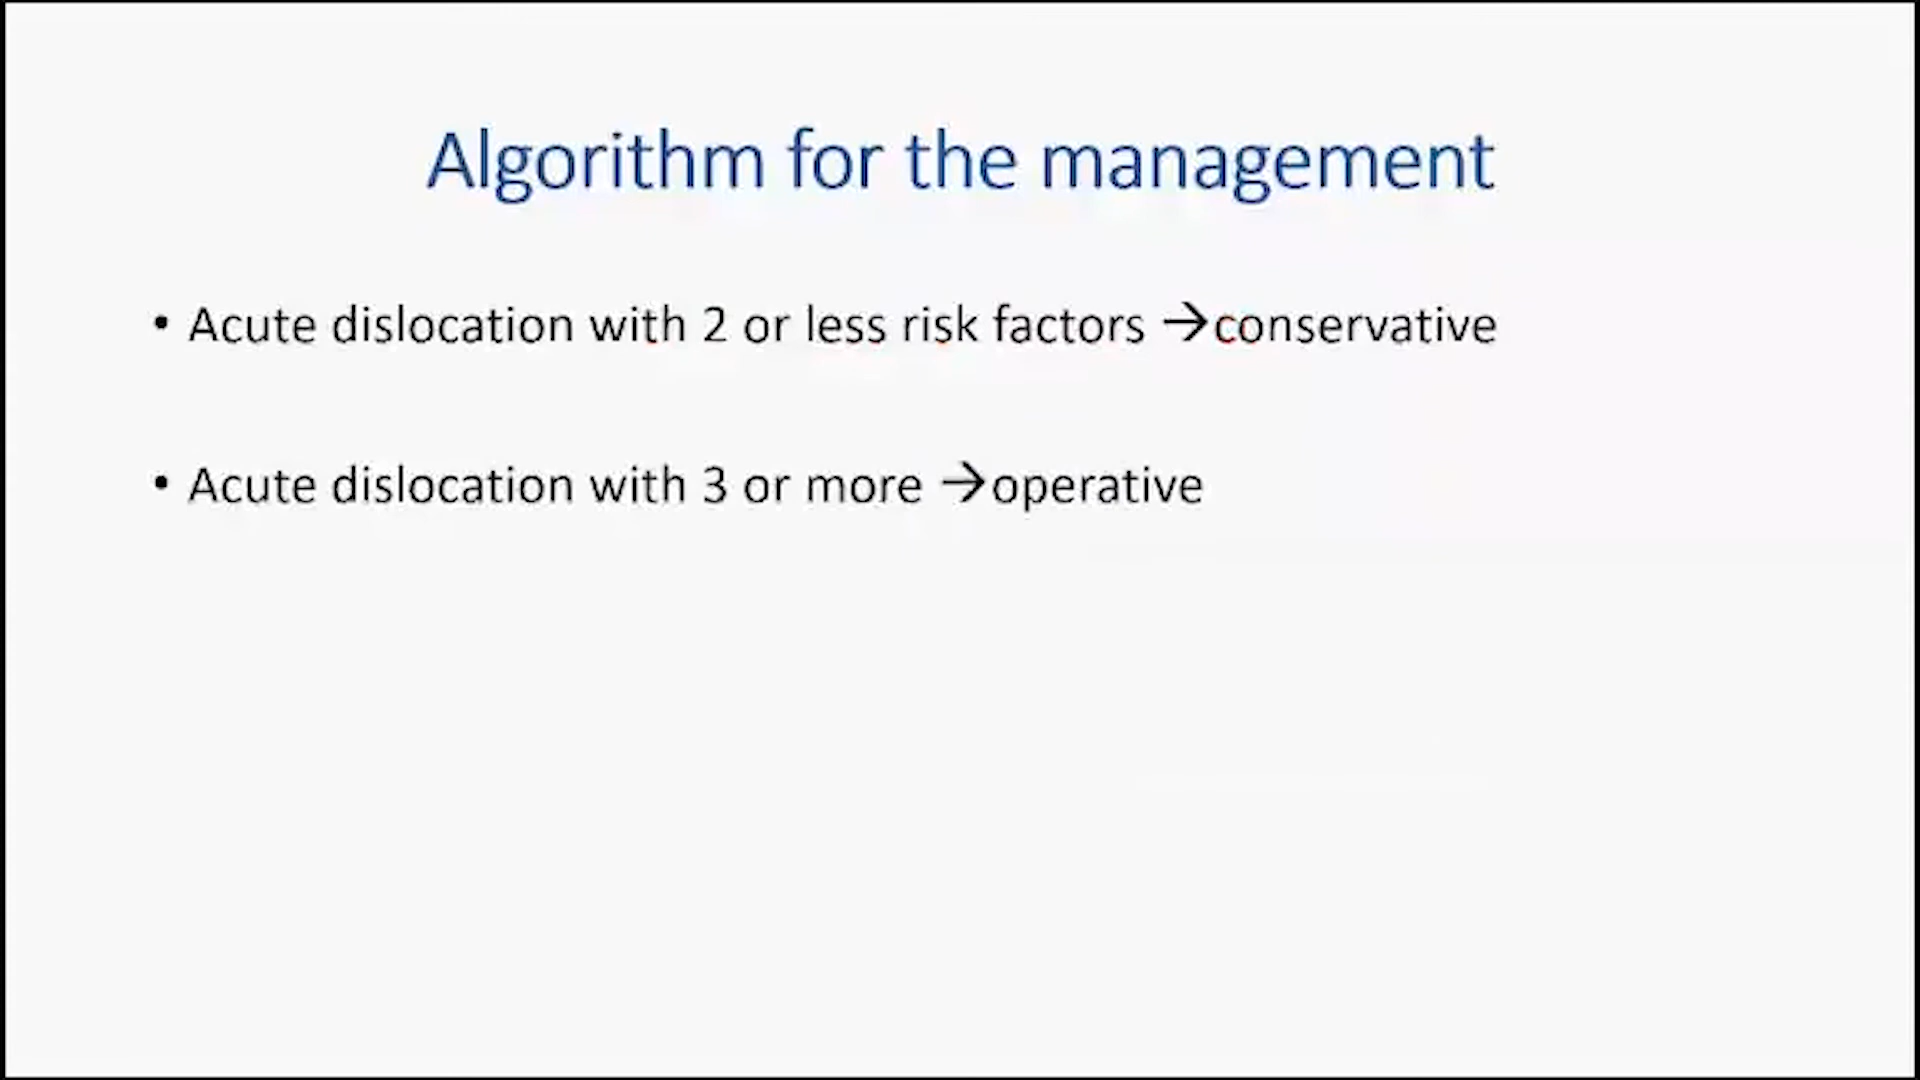 Algorithm for the management
• Acute dislocation with 2 or less risk factors →conservative
• Acute dislocation with 3 or more →operative